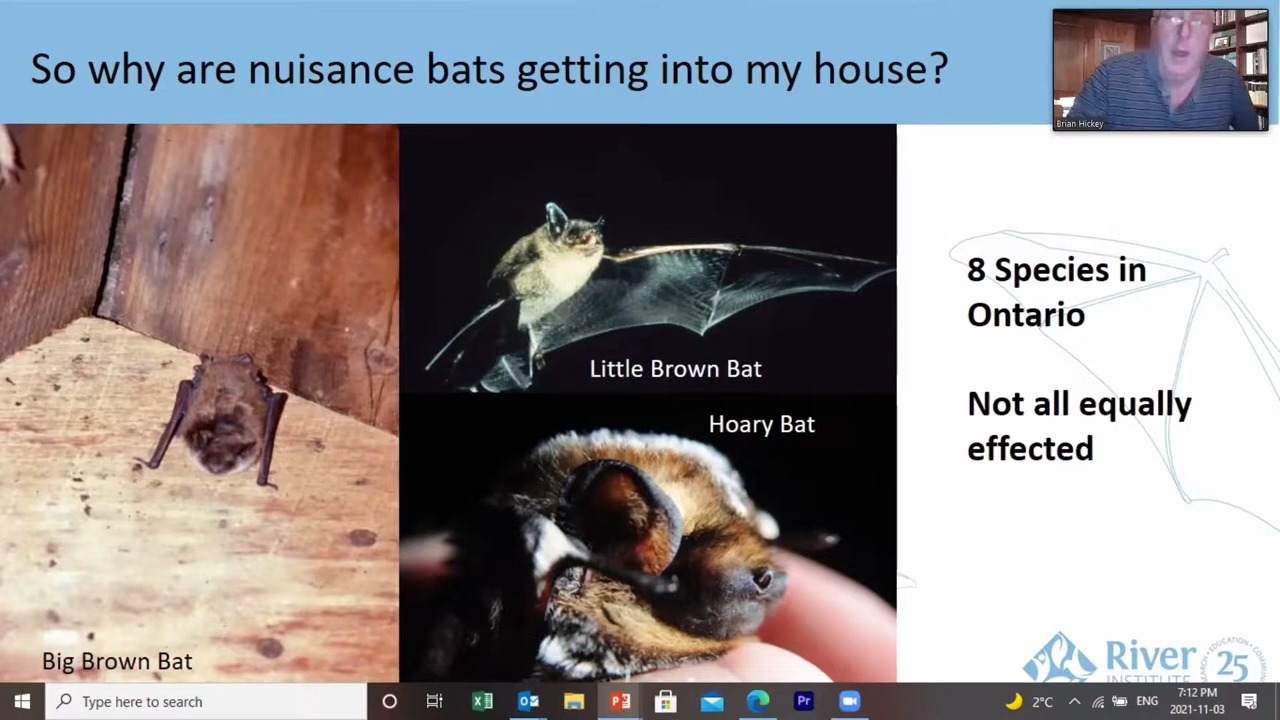 So why are nuisance bats getting into my house?
Brian Hickey
8 Species in
Ontario
Little Brown Bat
Not all equally
effected
Hoary Bat
Big Brown Bat
River
INSTITUTE
25
Type here to search
Pr
2°C
ENG
7:12 PM
2021-11-03